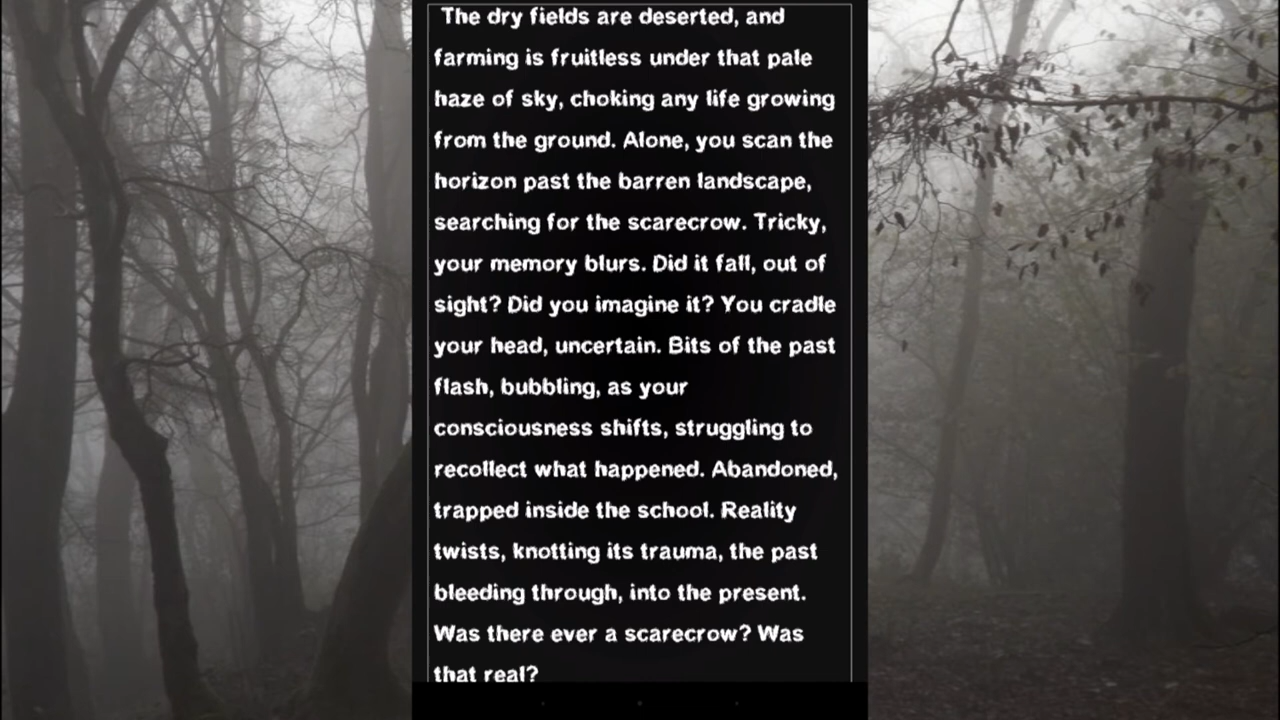 The dry fields are deserted, and
farming is fruitless under that pale
haze of sky, choking any life growing
from the ground. Alone, you scan the
horizon past the barren landscape,
searching for the scarecrow. Tricky,
your memory blurs. Did it fall, out of
sight? Did you imagine it? You cradle
your head, uncertain. Bits of the past
flash, bubbling, as your
consciousness shifts, struggling to
recollect what happened. Abandoned,
trapped inside the school. Reality
twists, knotting its trauma, the past
bleeding through, into the present.
Was there ever a scarecrow? Was
that real?